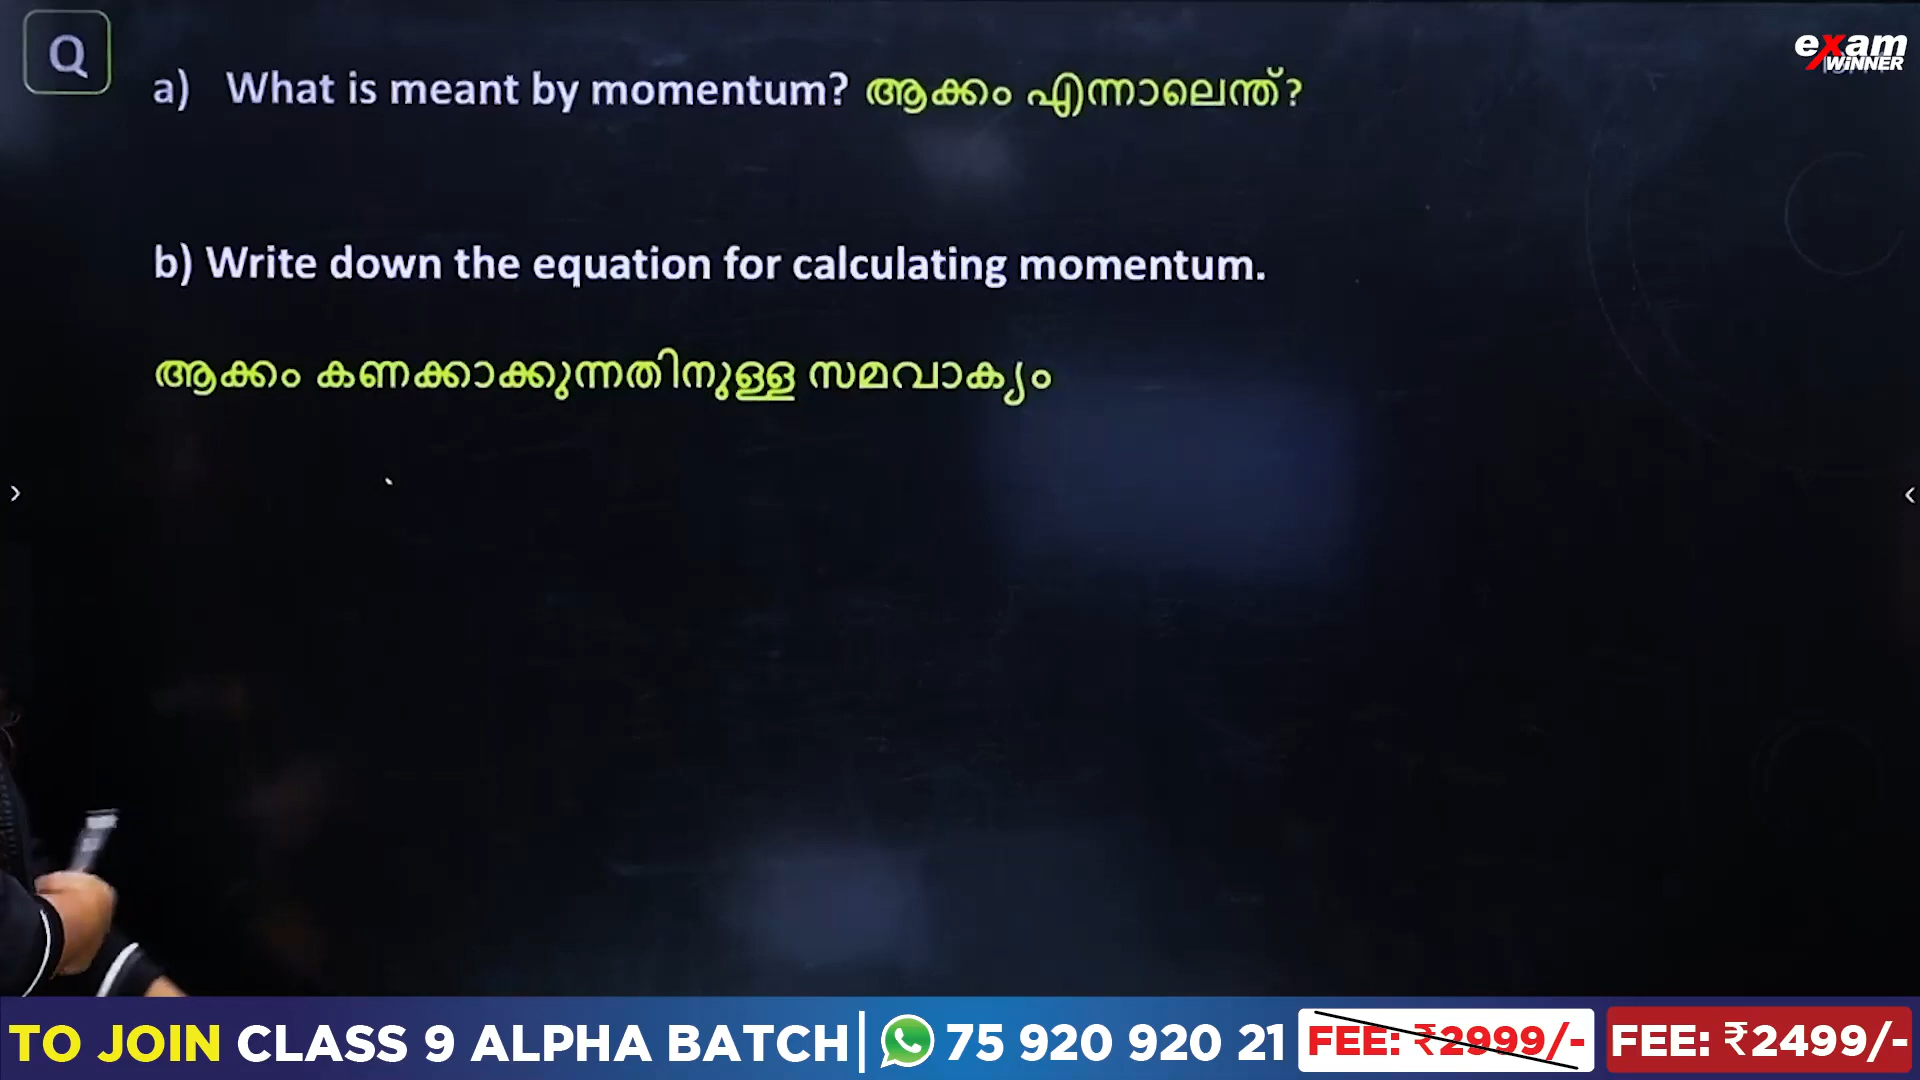 Q
exam
WINNER
a) What is meant by momentum? ആക്കം എന്നാലെന്ത്?
b) Write down the equation for calculating momentum.
ആക്കം കണക്കാക്കുന്നതിനുള്ള സമവാക്യം
TO JOIN CLASS 9 ALPHA BATCH | 75 920 920 21 FEE: ₹2999/- FEE: ₹2499/-